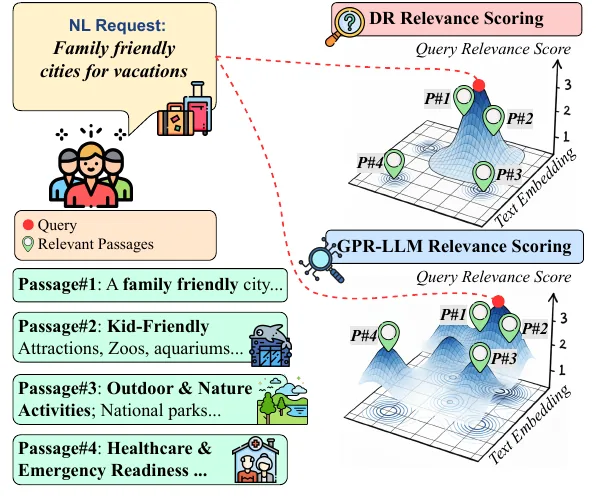 NL Request:
Family friendly
cities for vacations
Query
Relevant Passages
Passage#1: A family friendly city...
Passage#2: Kid-Friendly
Attractions, Zoos, aquariums...
Passage#3: Outdoor & Nature
Activities; National parks...
Passage#4: Healthcare &
Emergency Readiness ...
DR Relevance Scoring
Query Relevance Score
3
2
1
P#1
P#2
P#4
P#3
Text Embedding
GPR-LLM Relevance Scoring
Query Relevance Score
3
2
1
P#1
P#2
P#4
P#3
Text Embedding